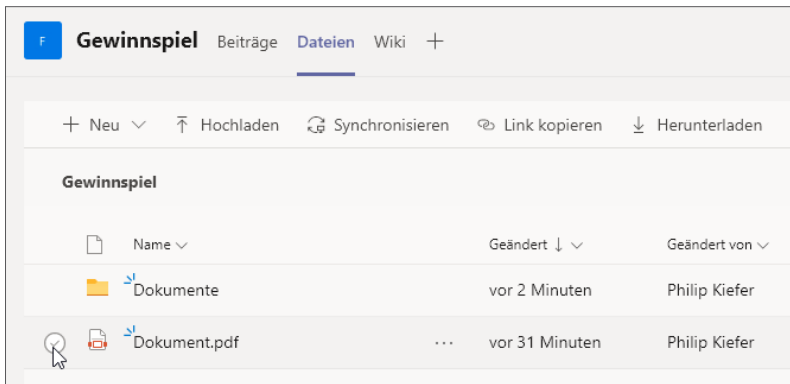 F Gewinnspiel Beiträge Dateien Wiki +
+ Neu Hochladen Synchronisieren Link kopieren Herunterladen
Gewinnspiel
Name Geändert ↓ Geändert von
Dokumente vor 2 Minuten Philip Kiefer
Dokument.pdf ... vor 31 Minuten Philip Kiefer